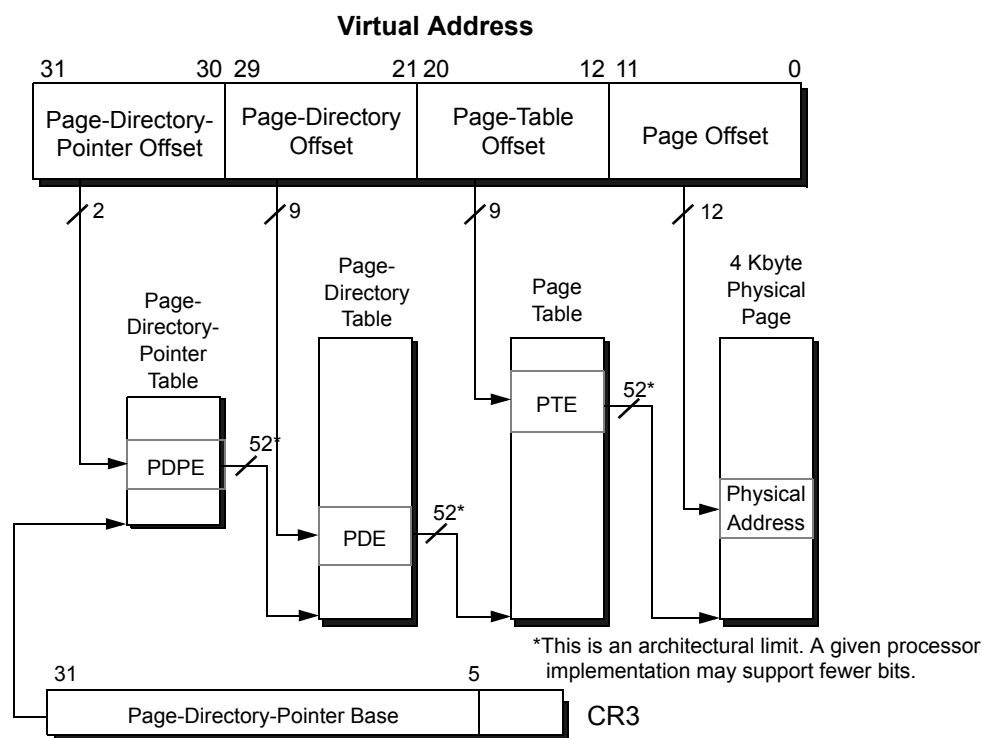 Virtual Address
31 30 29 21 20 12 11 0
Page-Directory-
Pointer Offset
Page-Directory
Offset
Page-Table
Offset
Page Offset
2
9
9
12
Page-
Directory-
Pointer
Table
Page-
Directory
Table
Page
Table
4 Kbyte
Physical
Page
PDPE
52*
PDE
52*
PTE
52*
Physical
Address
*This is an architectural limit. A given processor
implementation may support fewer bits.
31 5
Page-Directory-Pointer Base
CR3